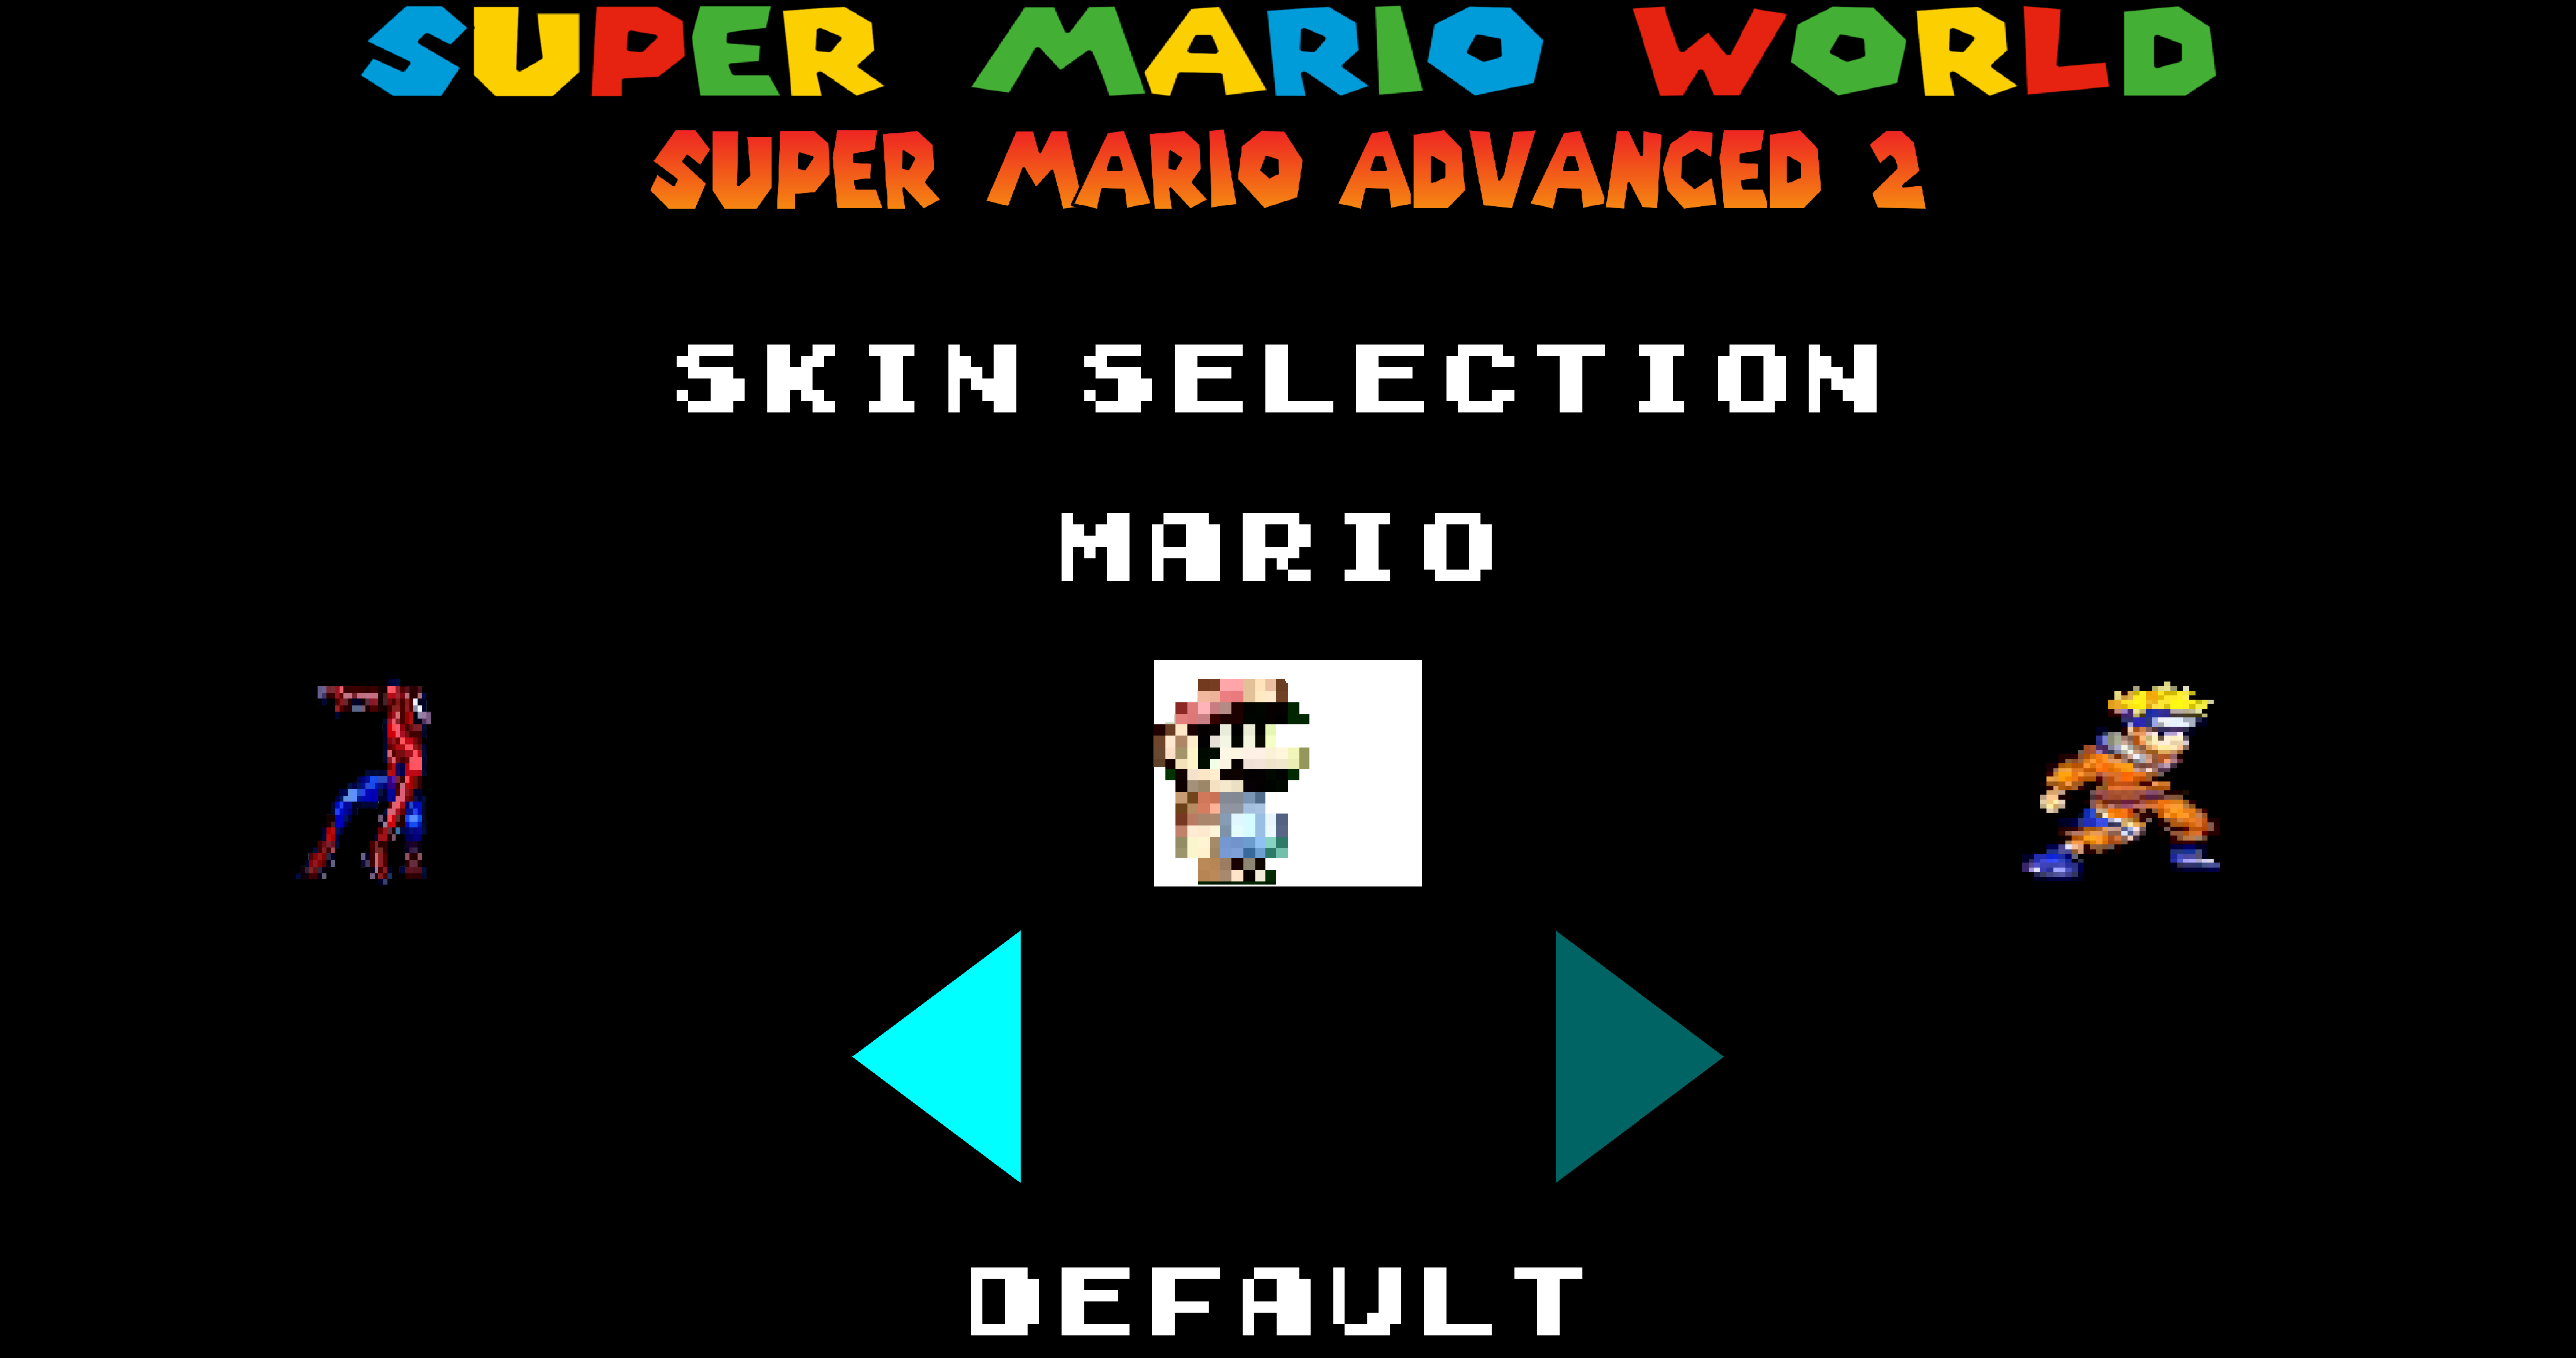 SUPER MARIO WORLD
SUPER MARIO ADVANCED 2
SKIN SELECTION
MARIO
DEFAULT